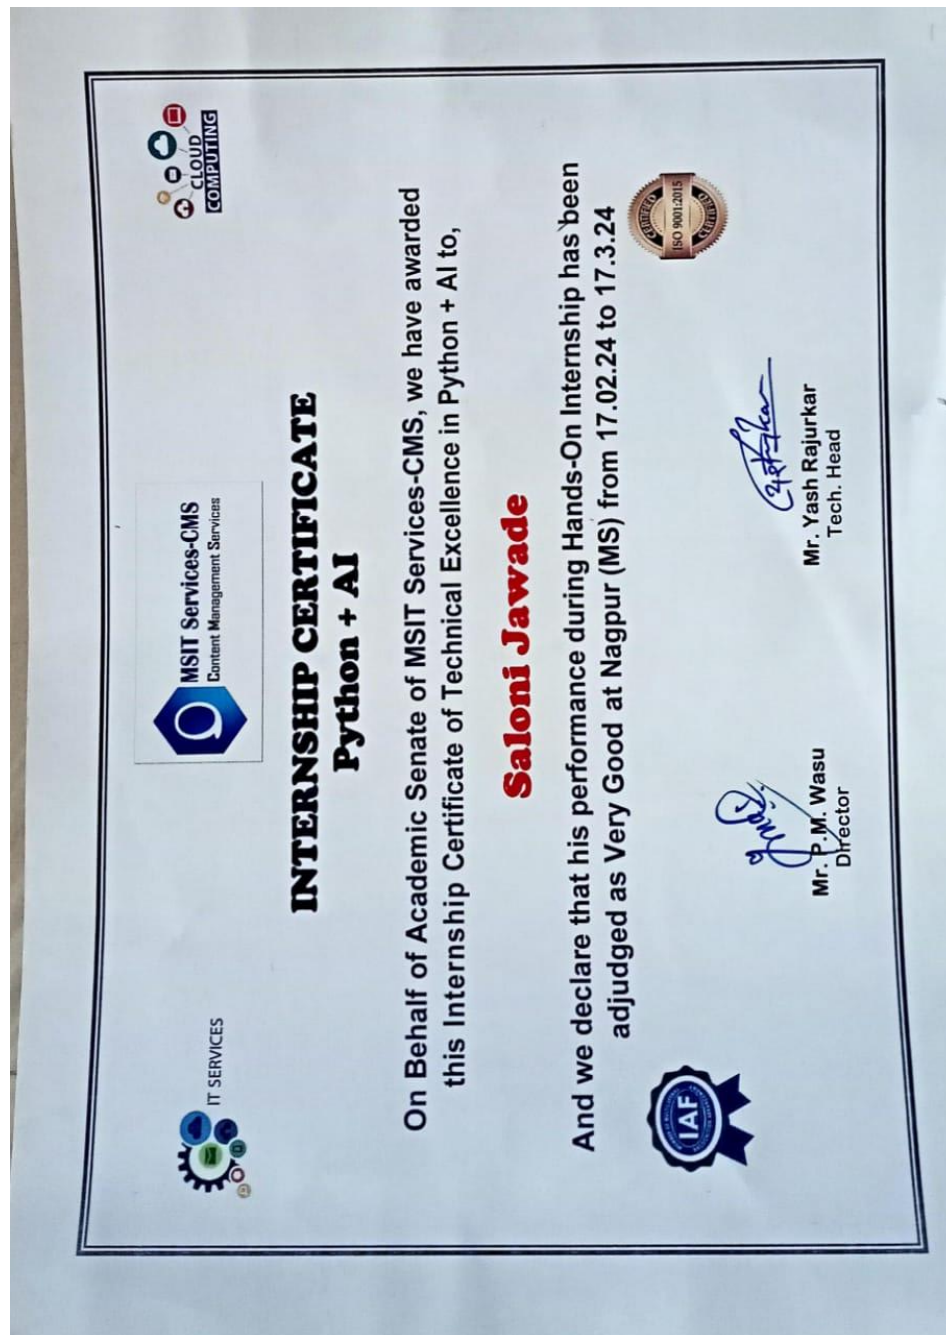 IT SERVICES
MSIT Services-CMS
Content Management Services
CLOUD
COMPUTING
INTERNSHIP CERTIFICATE
Python + AI
On Behalf of Academic Senate of MSIT Services-CMS, we have awarded
this Internship Certificate of Technical Excellence in Python + AI to,
Saloni Jawade
And we declare that his performance during Hands-On Internship has been
adjudged as Very Good at Nagpur (MS) from 17.02.24 to 17.3.24
IAF
CERTIFIED
ISO 9001:2015
CERTIFIED
Mr. P.M. Wasu
Director
Mr. Yash Rajurkar
Tech. Head